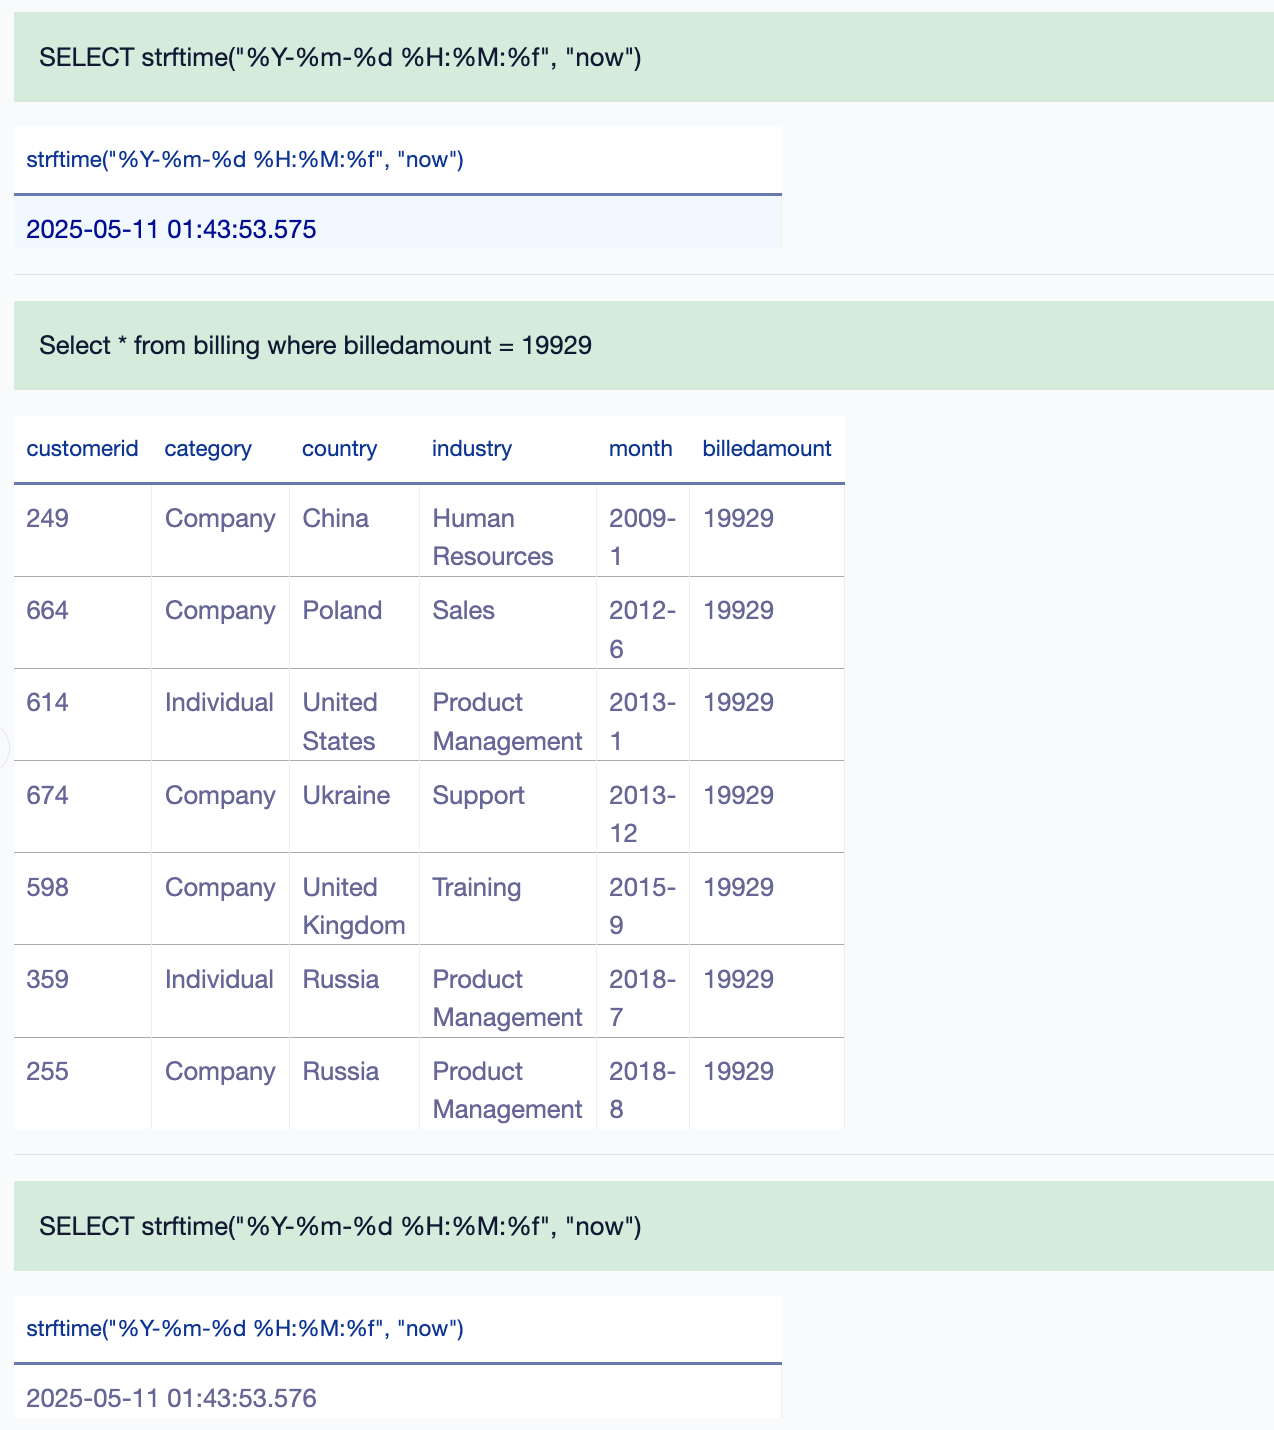 SELECT strftime("%Y-%m-%d %H:%M:%f", "now")
strftime("%Y-%m-%d %H:%M:%f", "now")
2025-05-11 01:43:53.575
Select * from billing where billedamount = 19929
customerid category country industry month billedamount
249 Company China Human 2009- 19929
Resources 1
664 Company Poland Sales 2012- 19929
6
614 Individual United Product 2013- 19929
States Management 1
674 Company Ukraine Support 2013- 19929
12
598 Company United Training 2015- 19929
Kingdom 9
359 Individual Russia Product 2018- 19929
Management 7
255 Company Russia Product 2018- 19929
Management 8
SELECT strftime("%Y-%m-%d %H:%M:%f", "now")
strftime("%Y-%m-%d %H:%M:%f", "now")
2025-05-11 01:43:53.576